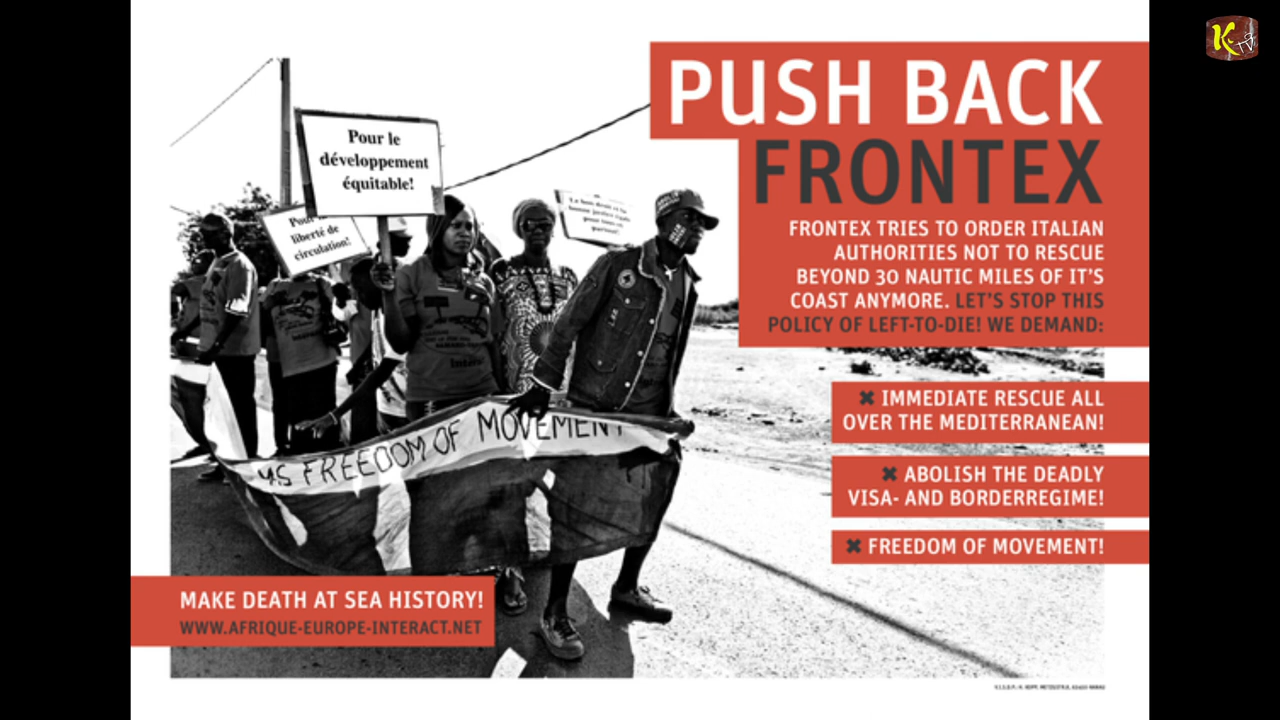 K
TV
PUSH BACK
FRONTEX
FRONTEX TRIES TO ORDER ITALIAN
AUTHORITIES NOT TO RESCUE
BEYOND 30 NAUTIC MILES OF IT'S
COAST ANYMORE. LET'S STOP THIS
POLICY OF LEFT-TO-DIE! WE DEMAND:
✖ IMMEDIATE RESCUE ALL
OVER THE MEDITERRANEAN!
✖ ABOLISH THE DEADLY
VISA- AND BORDERREGIME!
✖ FREEDOM OF MOVEMENT!
Pour le
développement
équitable!
Pour la
liberté de
circulation!
FREEDOM OF MOVEMENT
MAKE DEATH AT SEA HISTORY!
WWW.AFRIQUE-EUROPE-INTERACT.NET